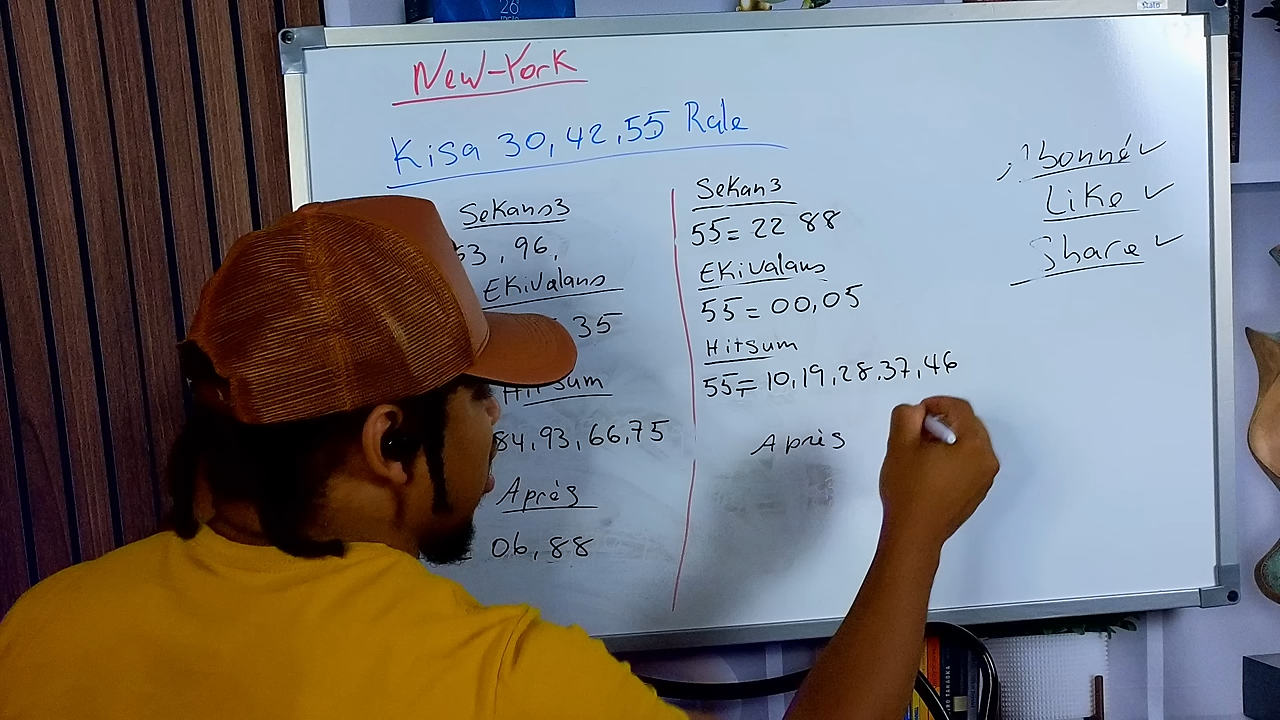 26
New-York
Kisa 30,42,55 Rale
Sekans3
53, 96,
EKivalans
35
Hitsum
84,93,66,75
Après
06,88
Sekan3
55= 22 88
EKivalans
55=00,05
Hitsum
55= 10,19,28,37,46
Après
Abonné ✓
Like ✓
Share ✓